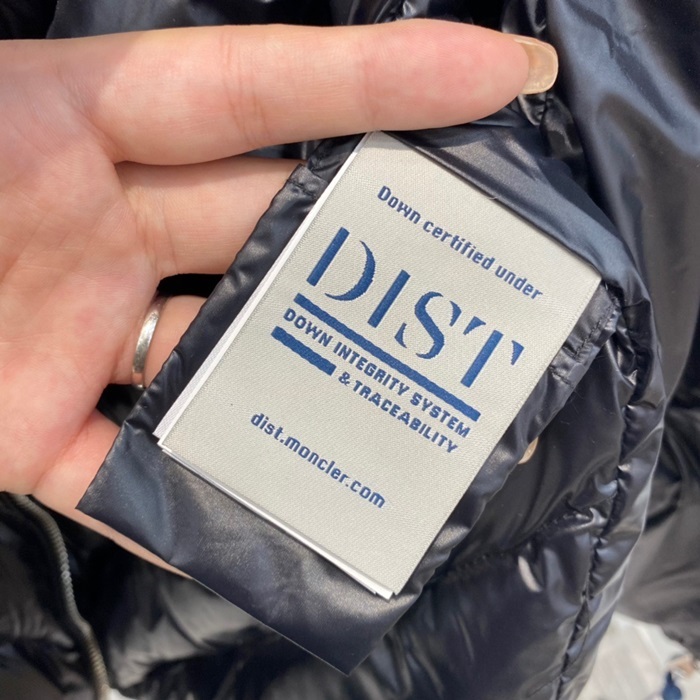 Down certified under
DIST
DOWN INTEGRITY SYSTEM
& TRACEABILITY
dist.moncler.com